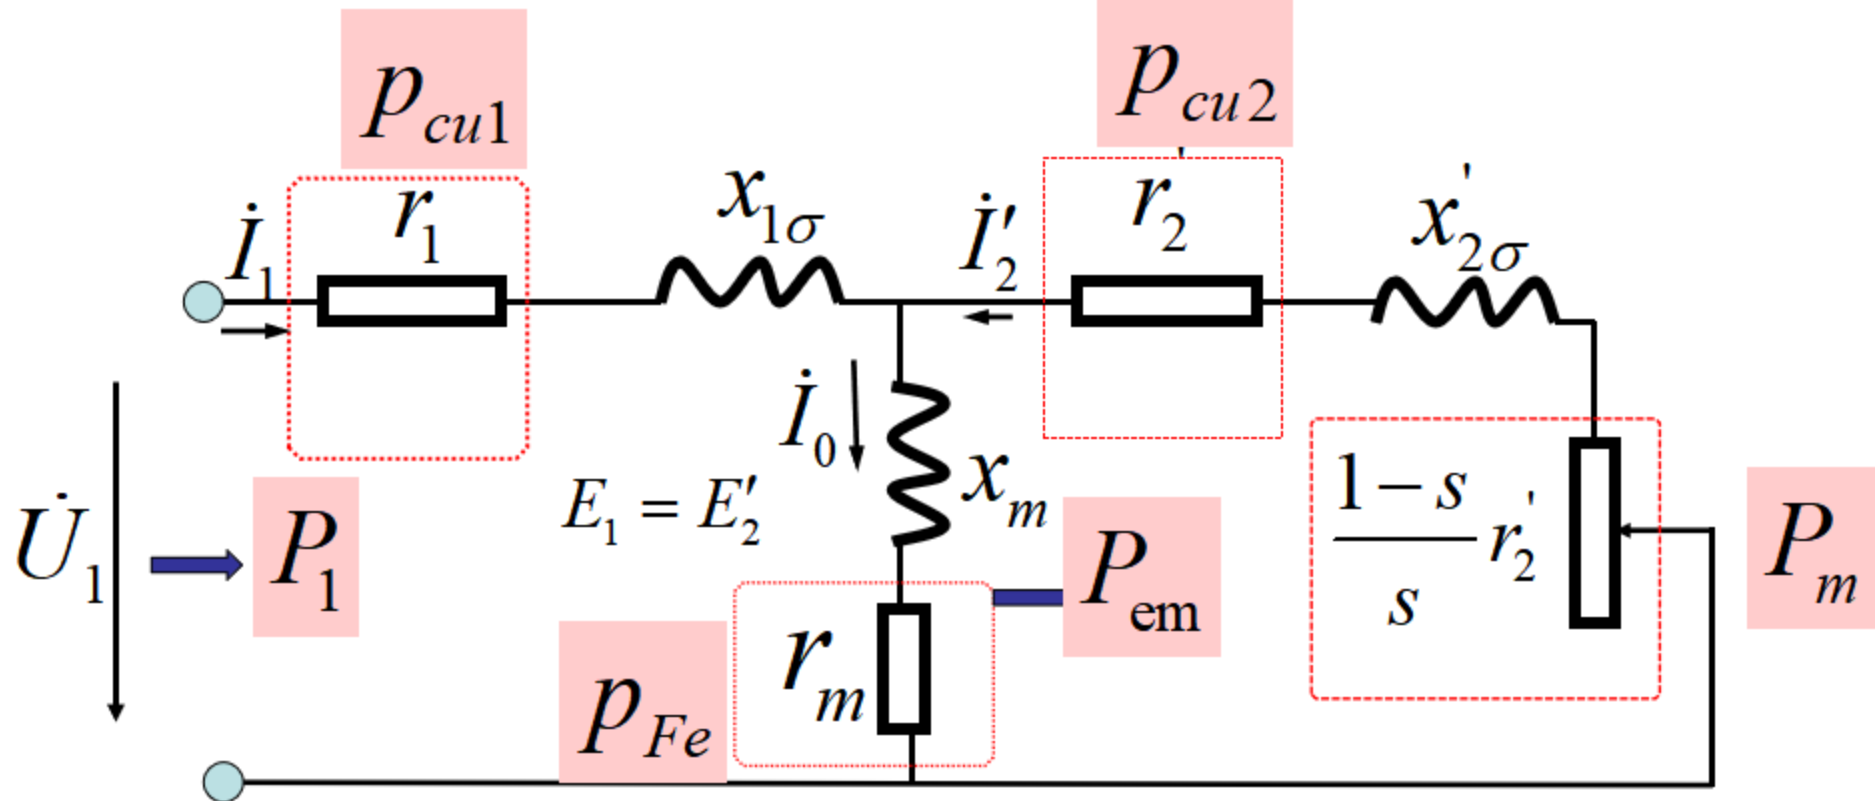 p_cu1
p_cu2
İ_1
r_1
x_1σ
İ'_2
r'_2
x'_2σ
U̇_1
P_1
E_1 = E'_2
İ_0
x_m
P_em
(1−s)/s r'_2
P_m
p_Fe
r_m